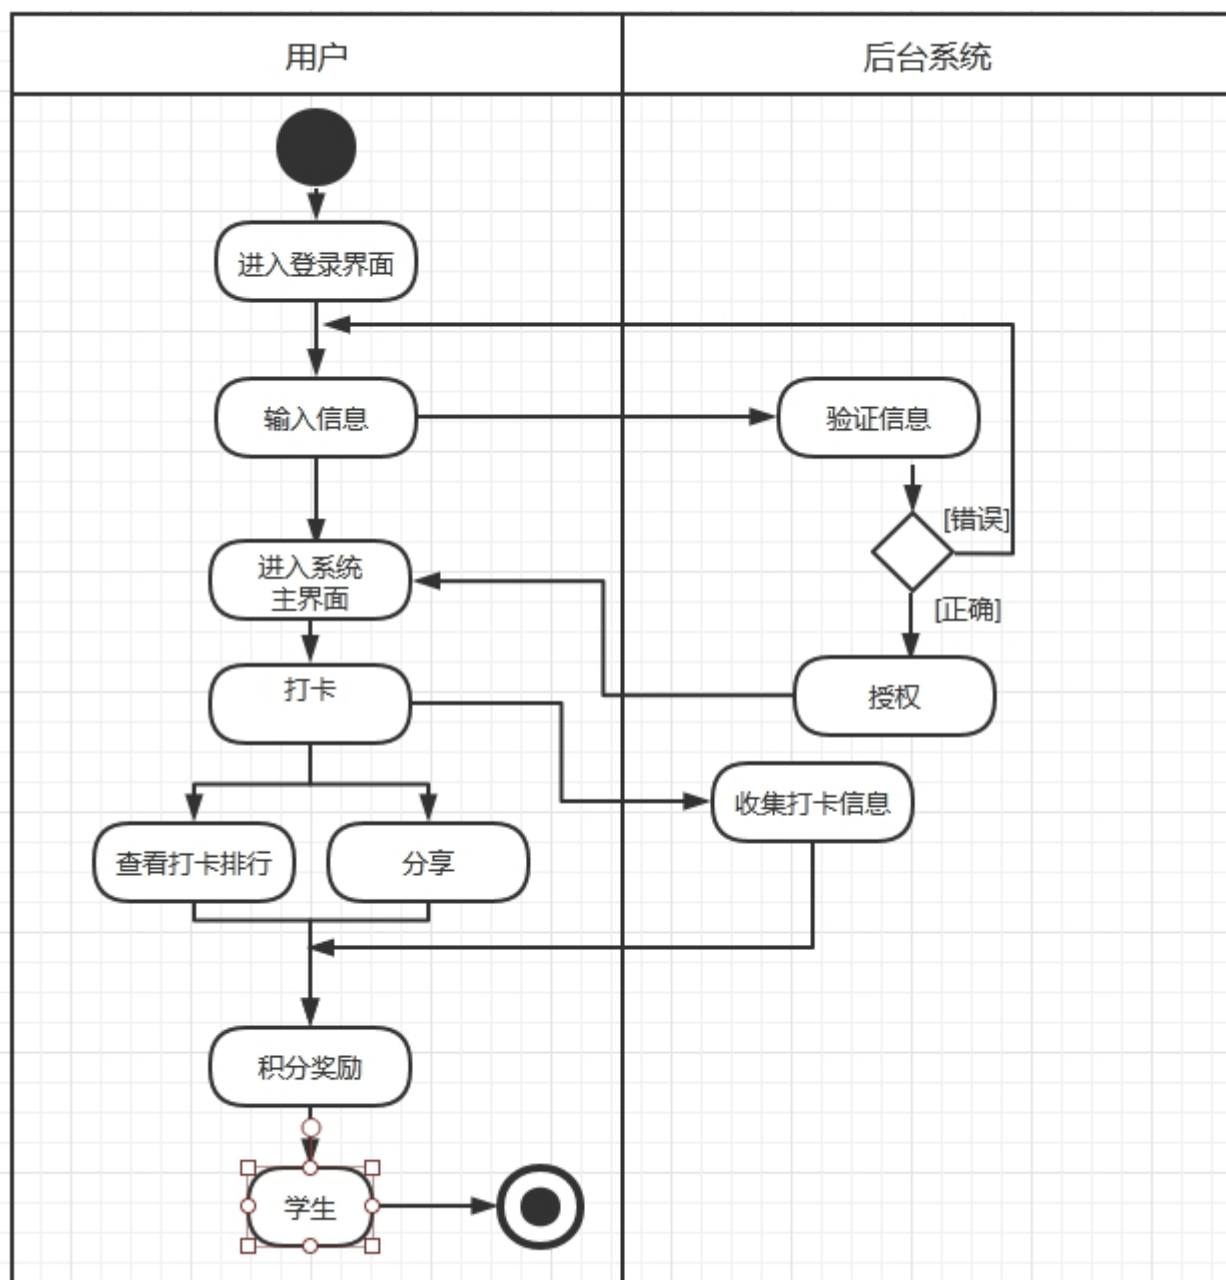 用户
后台系统
进入登录界面
输入信息
验证信息
[错误]
进入系统
主界面
[正确]
打卡
授权
收集打卡信息
查看打卡排行
分享
积分奖励
学生